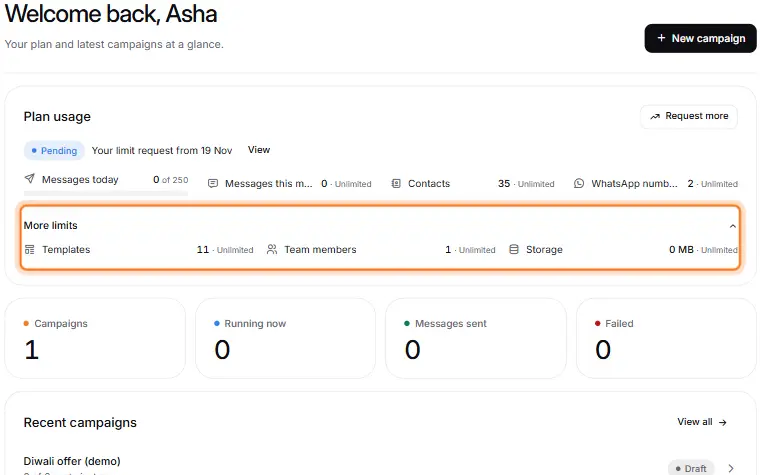 Welcome back, Asha
Your plan and latest campaigns at a glance.
+ New campaign
Plan usage
Request more
Pending Your limit request from 19 Nov View
Messages today 0 of 250
Messages this m... 0 · Unlimited
Contacts 35 · Unlimited
WhatsApp numb... 2 · Unlimited
More limits
Templates 11 · Unlimited
Team members 1 · Unlimited
Storage 0 MB · Unlimited
Campaigns
1
Running now
0
Messages sent
0
Failed
0
Recent campaigns
View all →
Diwali offer (demo)
Draft